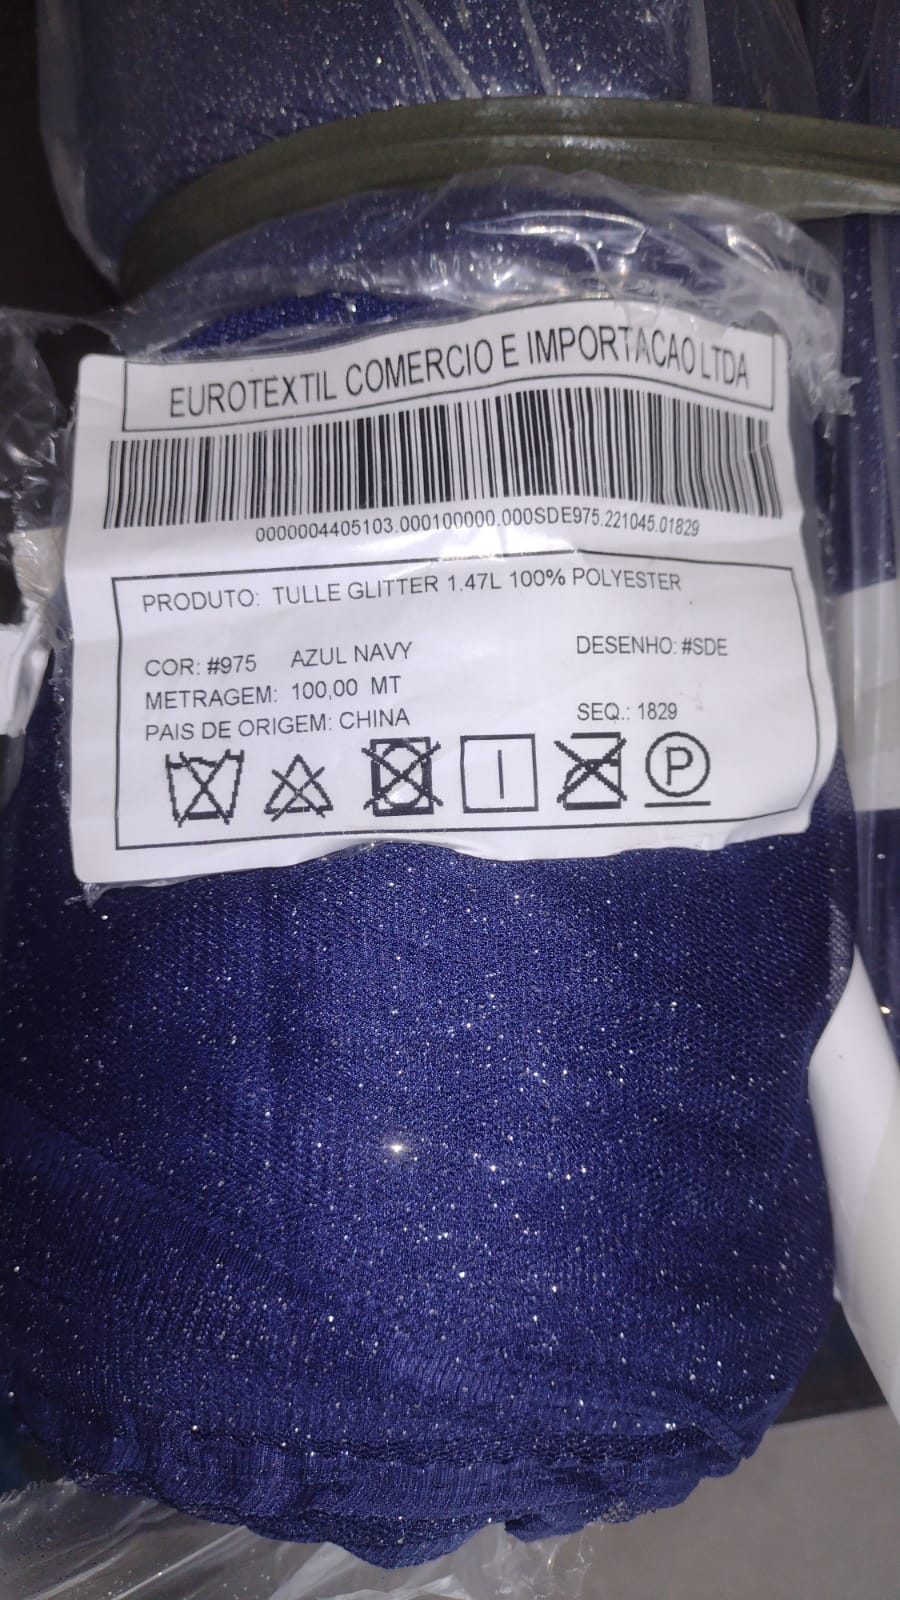 EUROTEXTIL COMERCIO E IMPORTACAO LTDA
0000004405103.000100000.000SDE975.221045.01829
PRODUTO: TULLE GLITTER 1.47L 100% POLYESTER
COR: #975 AZUL NAVY DESENHO: #SDE
METRAGEM: 100,00 MT
PAIS DE ORIGEM: CHINA SEQ.: 1829
P